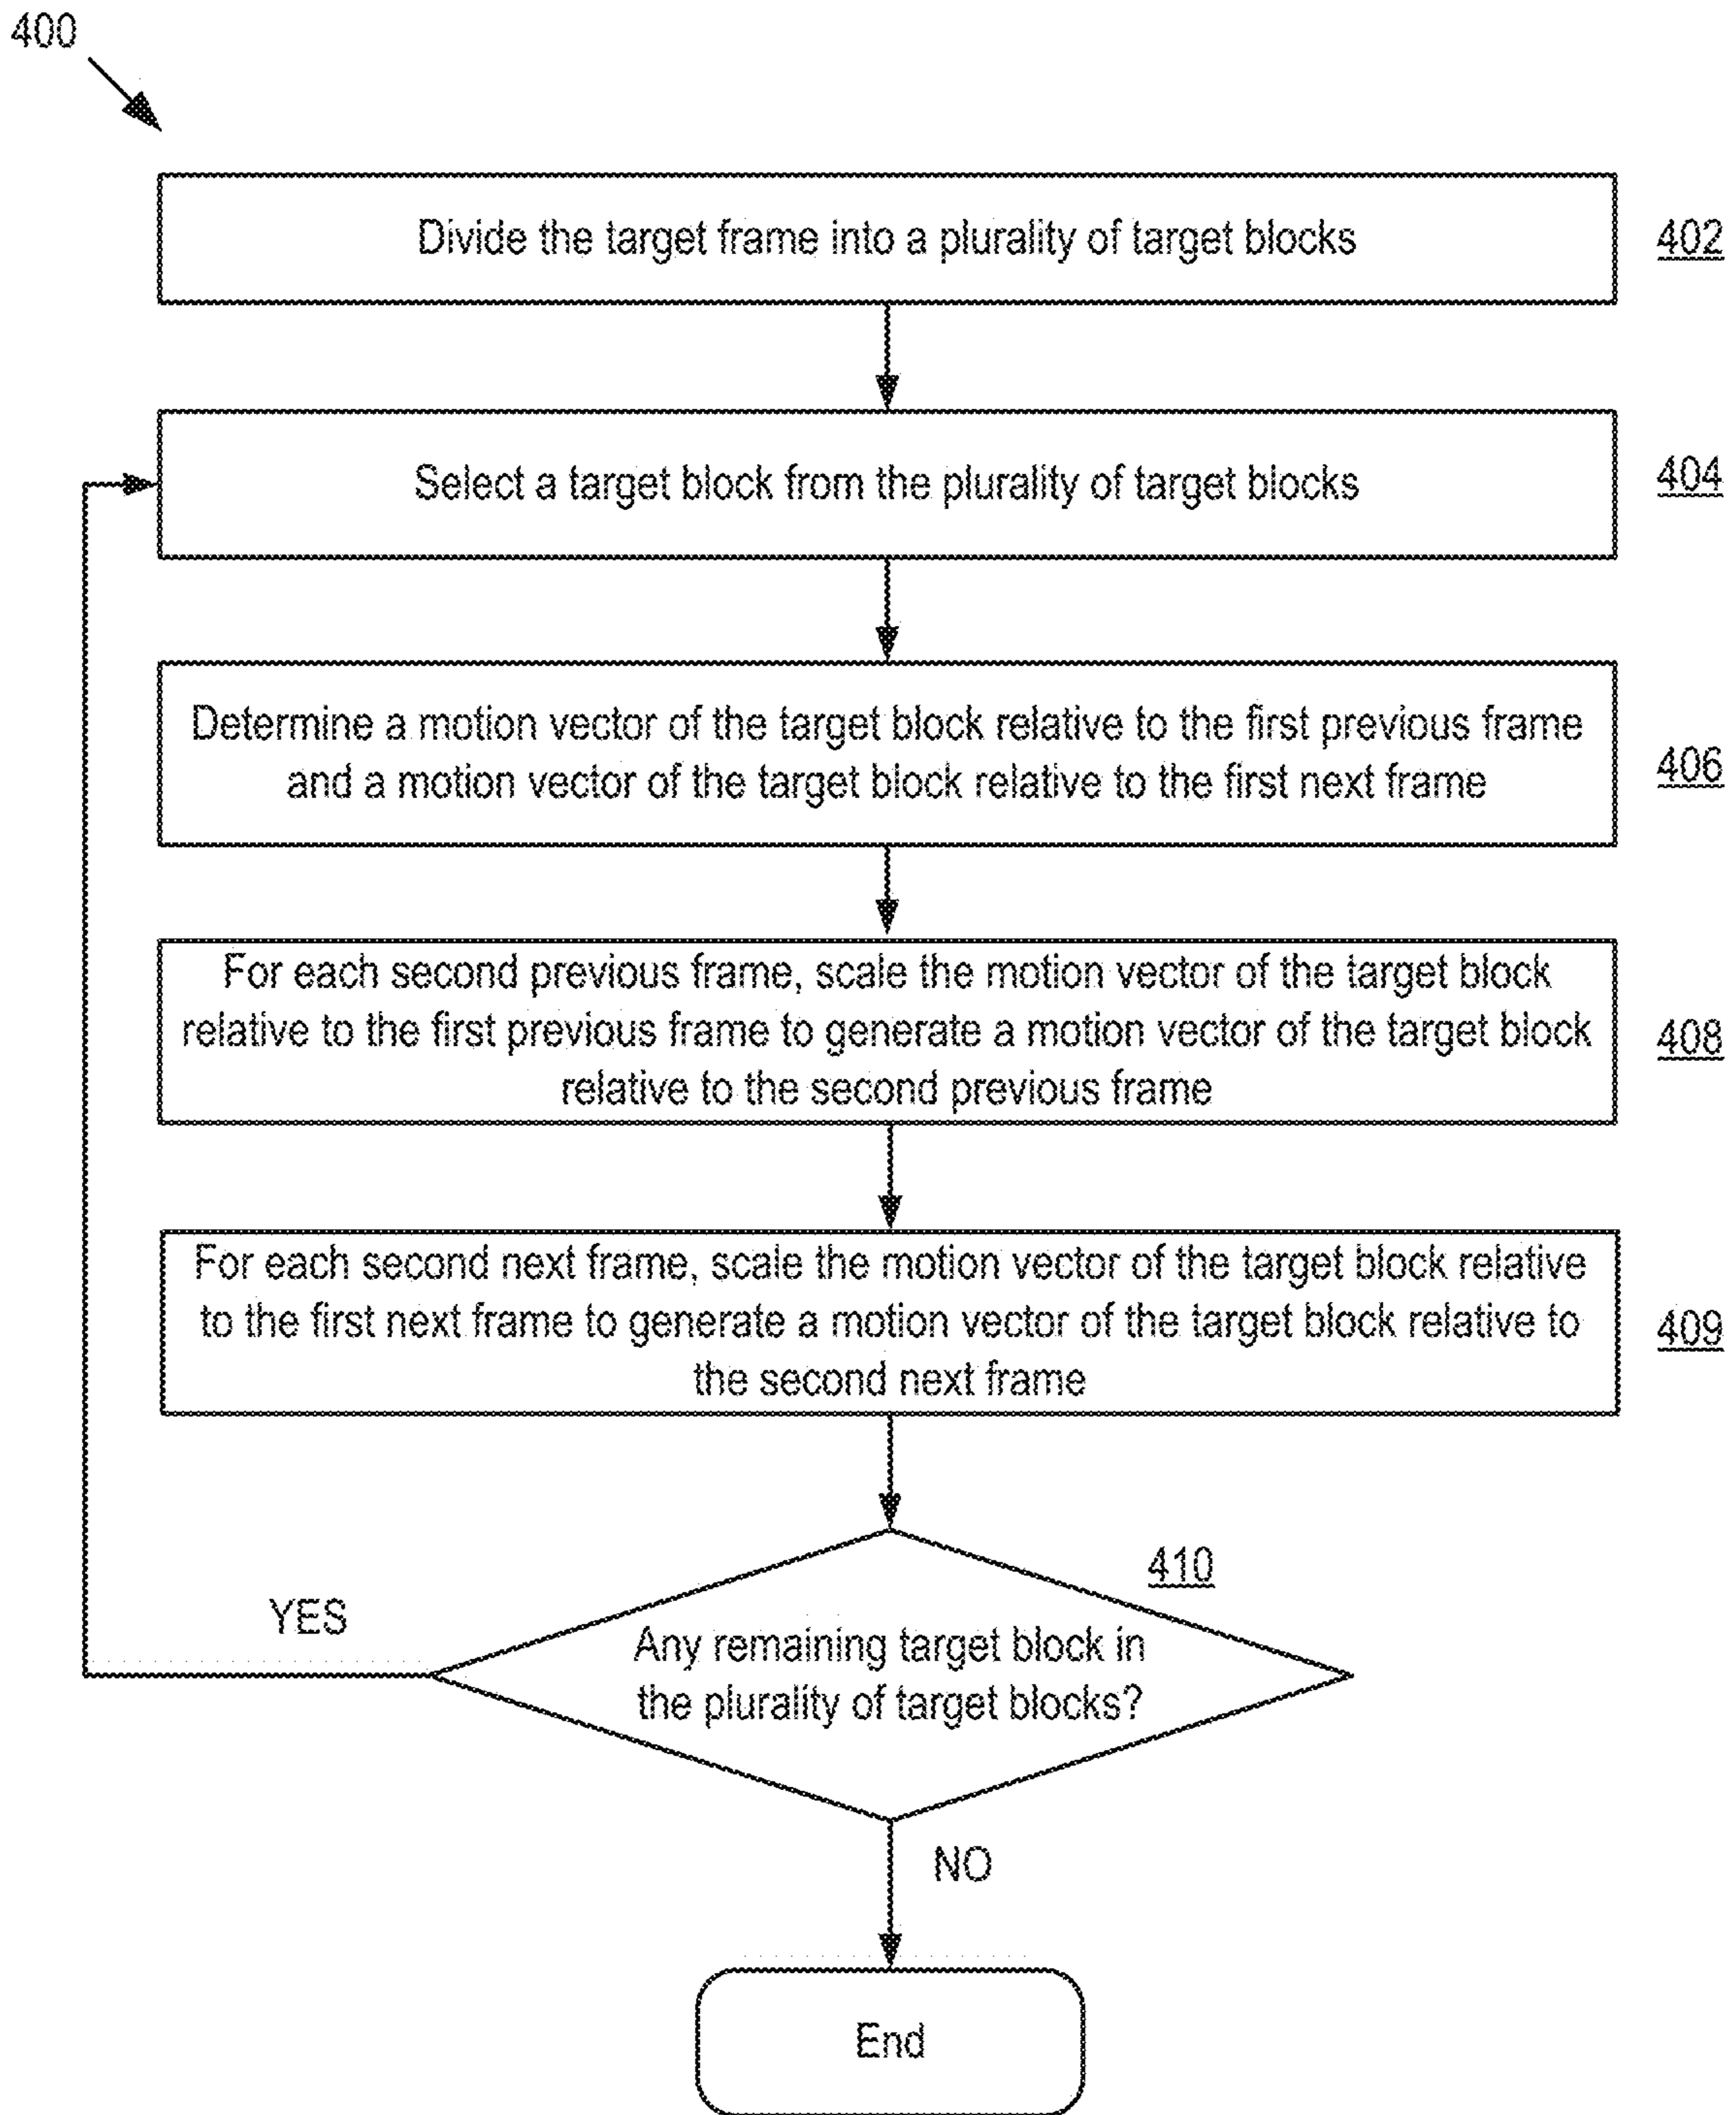 400
Divide the target frame into a plurality of target blocks
402
Select a target block from the plurality of target blocks
404
Determine a motion vector of the target block relative to the first previous frame
and a motion vector of the target block relative to the first next frame
406
For each second previous frame, scale the motion vector of the target block
relative to the first previous frame to generate a motion vector of the target block
relative to the second previous frame
408
For each second next frame, scale the motion vector of the target block relative
to the first next frame to generate a motion vector of the target block relative to
the second next frame
409
410
YES
Any remaining target block in
the plurality of target blocks?
NO
End